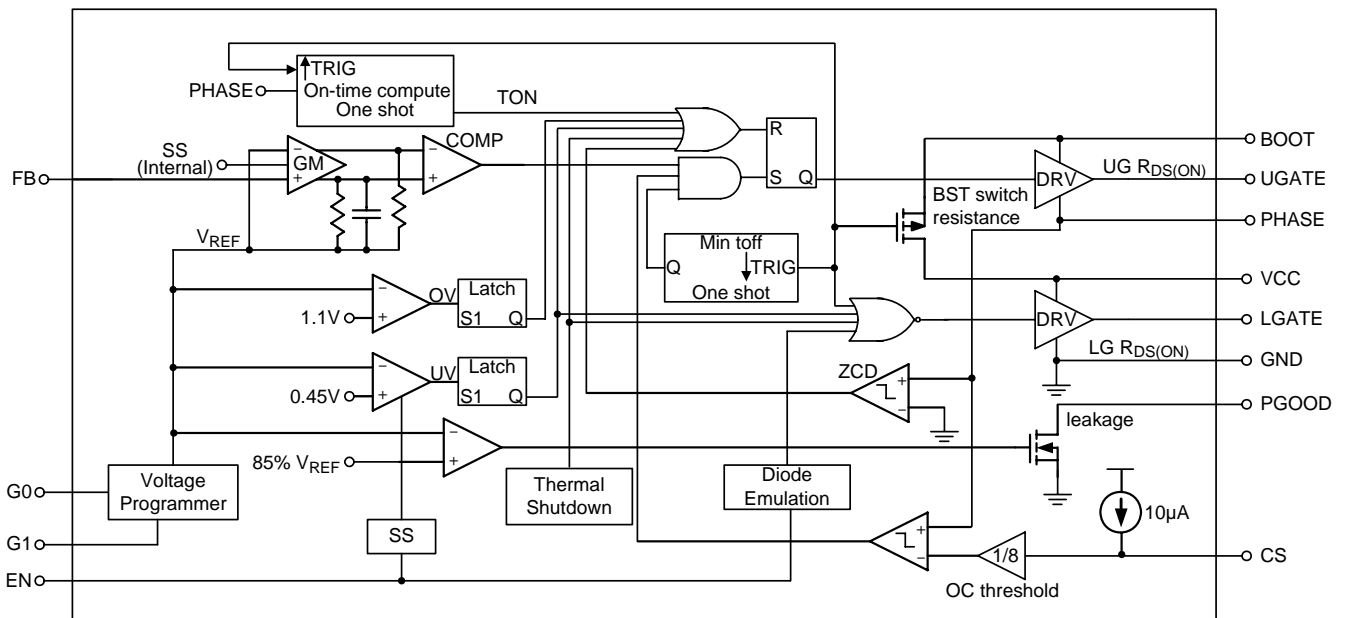 TRIG
On-time compute
One shot
PHASE
TON
SS
(Internal)
GM
COMP
FB
VREF
R
S
Q
BOOT
UG RDS(ON)
UGATE
DRV
BST switch
resistance
PHASE
Min toff
Q
TRIG
One shot
VCC
OV
Latch
S1
Q
1.1V
DRV
LGATE
LG RDS(ON)
GND
UV
Latch
S1
Q
0.45V
ZCD
PGOOD
leakage
85% VREF
G0
Voltage
Programmer
Thermal
Shutdown
Diode
Emulation
10µA
G1
SS
1/8
CS
EN
OC threshold